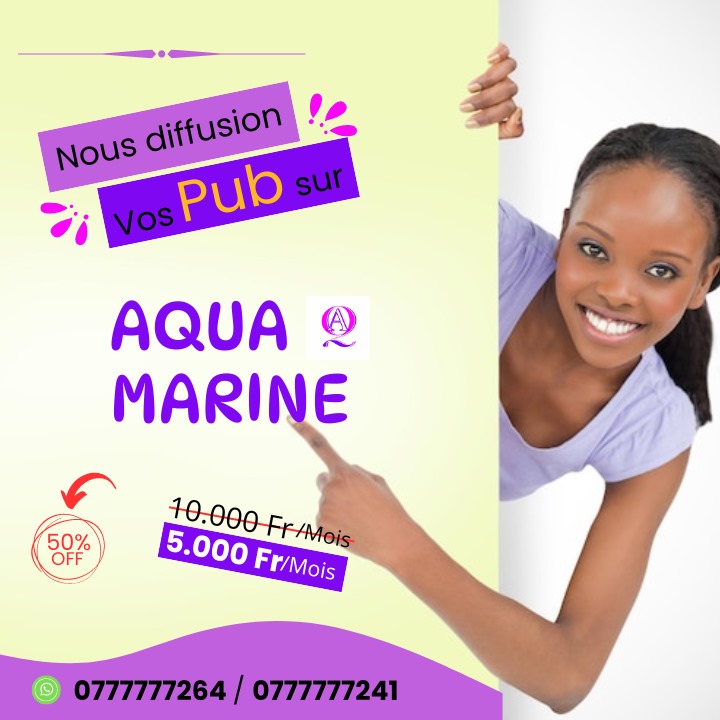 Nous diffusion
Vos Pub sur
AQUA
MARINE
10.000 Fr/Mois
5.000 Fr/Mois
50%
OFF
0777777264 / 0777777241